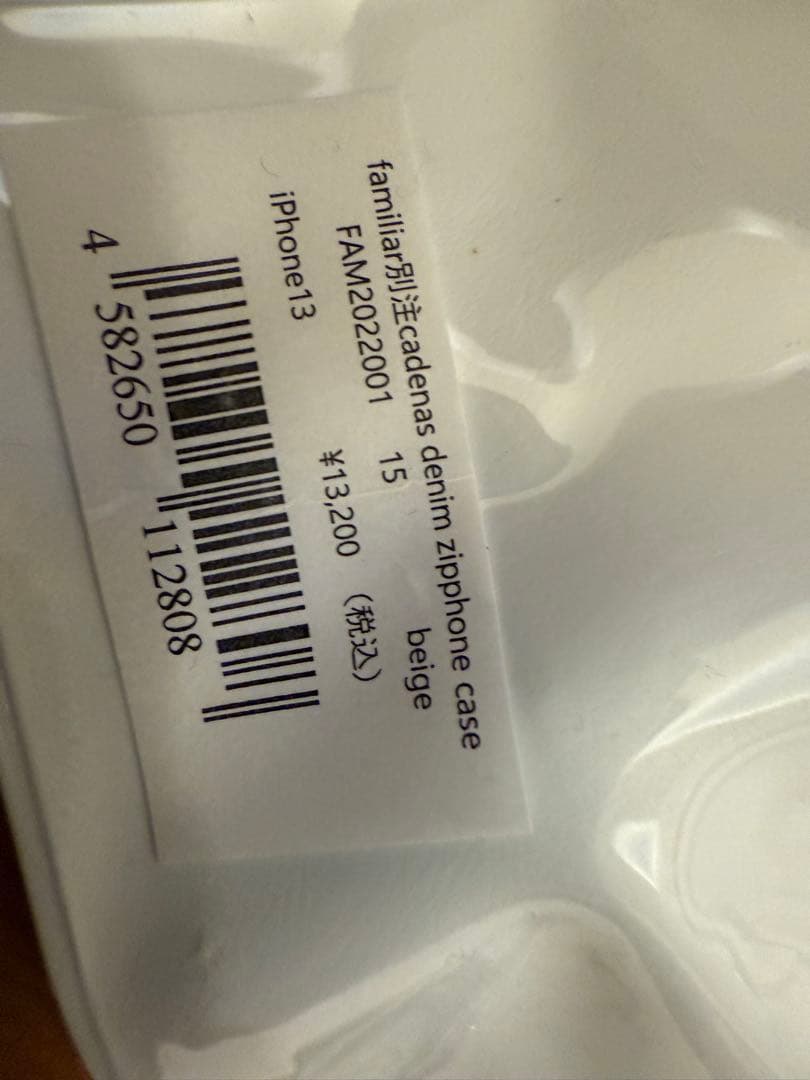 familiar別注cadenas denim zipphone case
FAM2022001 15 beige
iPhone13 ¥13,200 （税込）
4 582650 112808